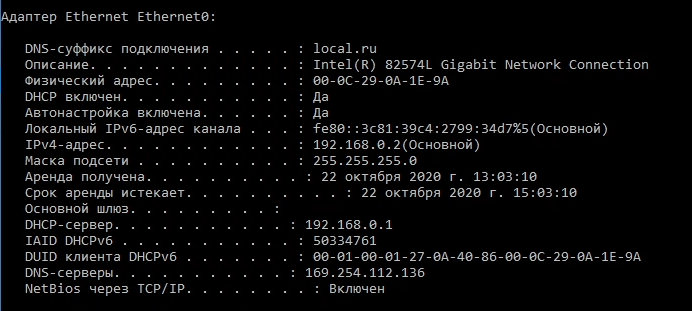 Адаптер Ethernet Ethernet0:
DNS-суффикс подключения . . . . . : local.ru
Описание. . . . . . . . . . . . . : Intel(R) 82574L Gigabit Network Connection
Физический адрес. . . . . . . . . : 00-0C-29-0A-1E-9A
DHCP включен. . . . . . . . . . . : Да
Автонастройка включена. . . . . . : Да
Локальный IPv6-адрес канала . . . : fe80::3c81:39c4:2799:34d7%5(Основной)
IPv4-адрес. . . . . . . . . . . . : 192.168.0.2(Основной)
Маска подсети . . . . . . . . . . : 255.255.255.0
Аренда получена. . . . . . . . . . : 22 октября 2020 г. 13:03:10
Срок аренды истекает. . . . . . . . . . : 22 октября 2020 г. 15:03:10
Основной шлюз. . . . . . . . . :
DHCP-сервер. . . . . . . . . . . : 192.168.0.1
IAID DHCPv6 . . . . . . . . . . . : 50334761
DUID клиента DHCPv6 . . . . . . . : 00-01-00-01-27-0A-40-86-00-0C-29-0A-1E-9A
DNS-серверы. . . . . . . . . . . : 169.254.112.136
NetBios через TCP/IP. . . . . . . . : Включен